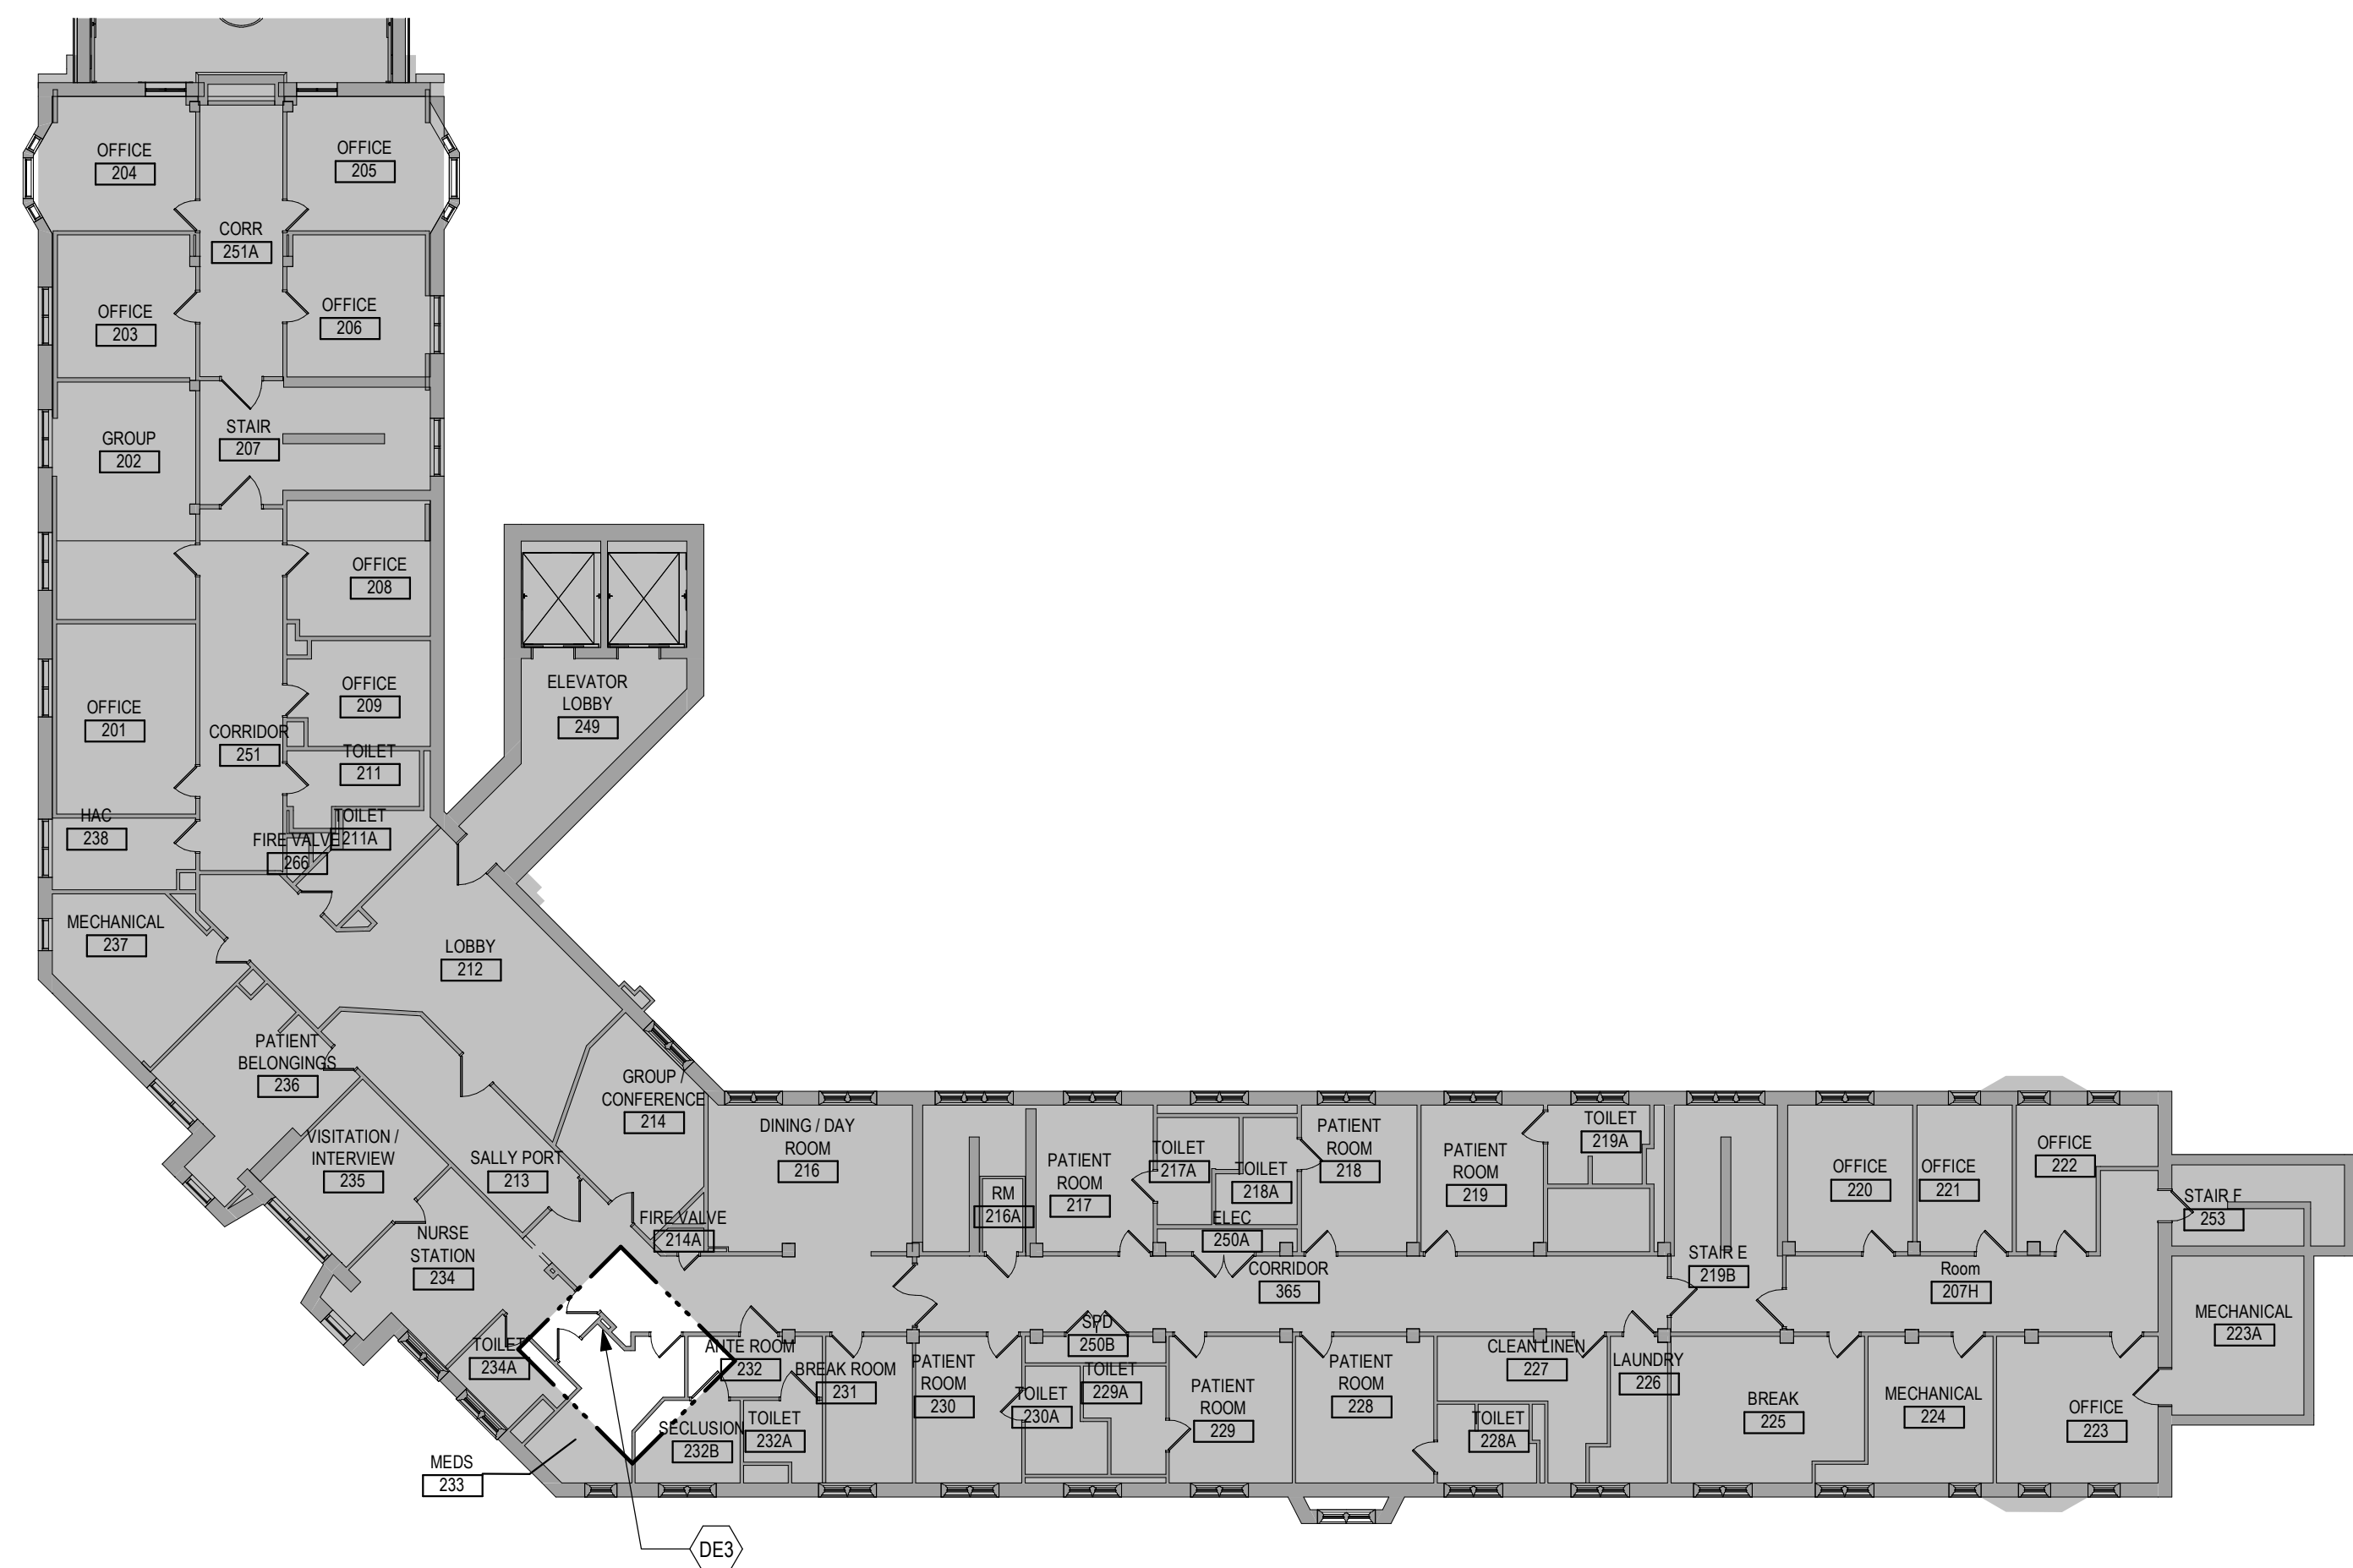 OFFICE
204
OFFICE
205
CORR
251A
OFFICE
203
OFFICE
206
GROUP
202
STAIR
207
OFFICE
208
OFFICE
201
OFFICE
209
ELEVATOR
LOBBY
249
CORRIDOR
251
TOILET
211
HAC
238
TOILET
211A
FIRE VALVE
266
MECHANICAL
237
LOBBY
212
PATIENT
BELONGINGS
236
GROUP /
CONFERENCE
214
VISITATION /
INTERVIEW
235
SALLY PORT
213
NURSE
STATION
234
FIRE VALVE
214A
DINING / DAY
ROOM
216
RM
216A
PATIENT
ROOM
217
TOILET
217A
TOILET
218A
ELEC
250A
PATIENT
ROOM
218
PATIENT
ROOM
219
TOILET
219A
STAIR E
219B
OFFICE
220
OFFICE
221
OFFICE
222
STAIR F
253
CORRIDOR
365
Room
207H
MECHANICAL
223A
TOILET
234A
ANTE ROOM
232
BREAK ROOM
231
PATIENT
ROOM
230
SPD
250B
TOILET
229A
TOILET
230A
PATIENT
ROOM
229
PATIENT
ROOM
228
CLEAN LINEN
227
LAUNDRY
226
TOILET
228A
BREAK
225
MECHANICAL
224
OFFICE
223
SECLUSION
232B
TOILET
232A
MEDS
233
DE3